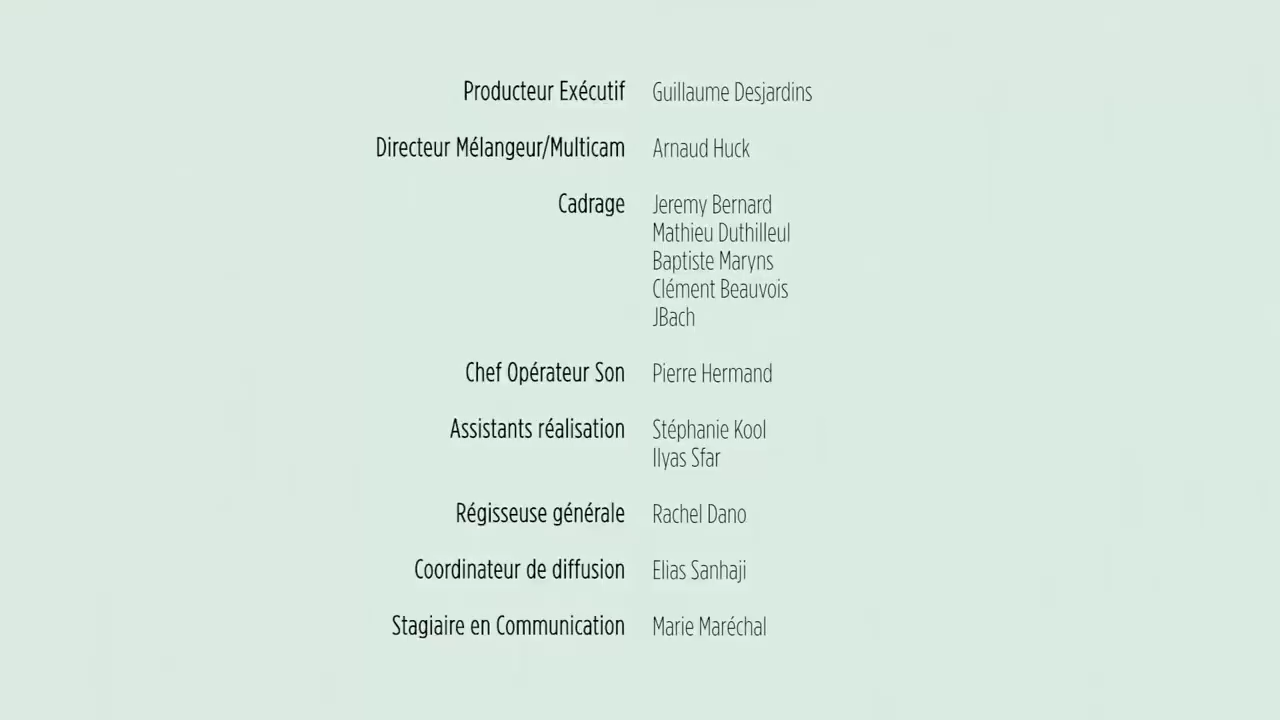 Producteur Exécutif Guillaume Desjardins
Directeur Mélangeur/Multicam Arnaud Huck
Cadrage Jeremy Bernard
Mathieu Duthilleul
Baptiste Maryns
Clément Beauvois
JBach
Chef Opérateur Son Pierre Hermand
Assistants réalisation Stéphanie Kool
Ilyas Sfar
Régisseuse générale Rachel Dano
Coordinateur de diffusion Elias Sanhaji
Stagiaire en Communication Marie Maréchal